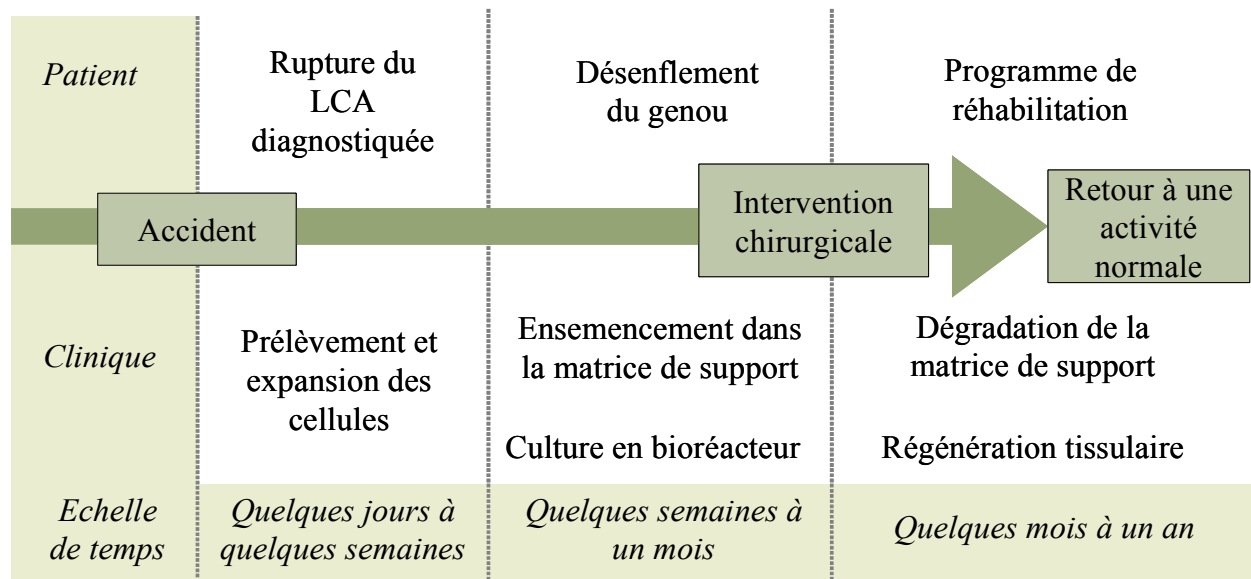 Patient
Rupture du
LCA
diagnostiquée
Désenflement
du genou
Programme de
réhabilitation
Accident
Intervention
chirurgicale
Retour à une
activité
normale
Clinique
Prélèvement et
expansion des
cellules
Ensemencement dans
la matrice de support
Culture en bioréacteur
Dégradation de la
matrice de support
Régénération tissulaire
Echelle
de temps
Quelques jours à
quelques semaines
Quelques semaines à
un mois
Quelques mois à un an